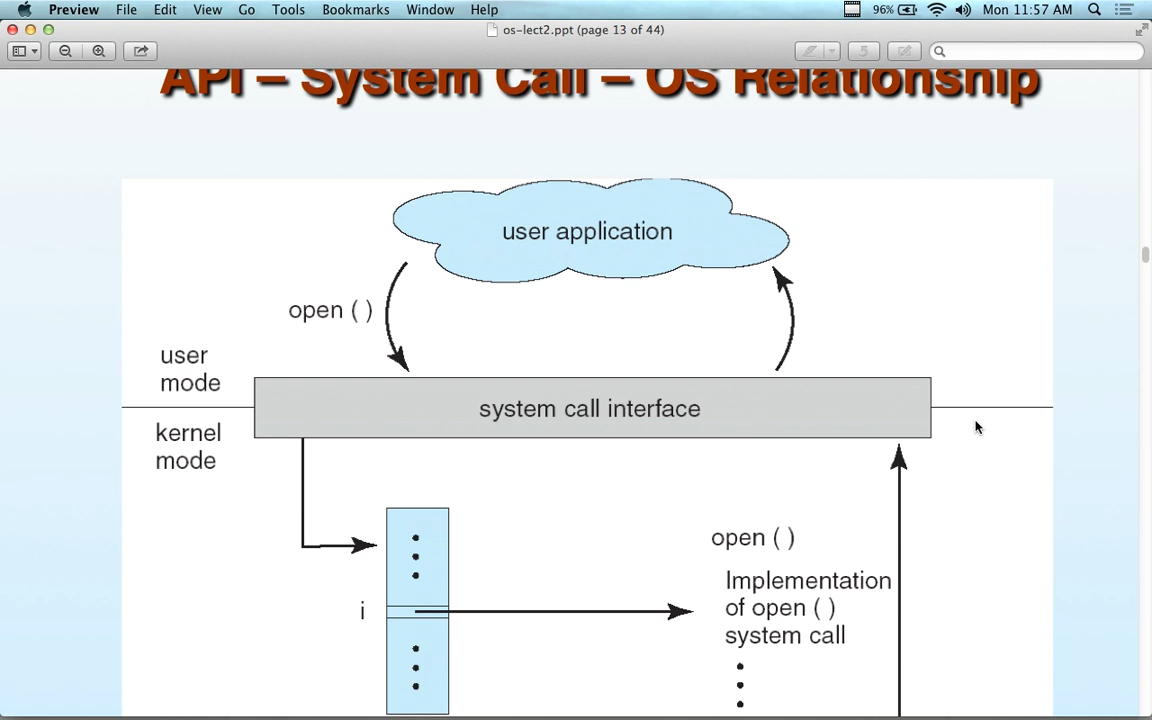 Preview File Edit View Go Tools Bookmarks Window Help 96% Mon 11:57 AM
os-lect2.ppt (page 13 of 44)
API – System Call – OS Relationship
user application
open ( )
user
mode
system call interface
kernel
mode
open ( )
Implementation
of open ( )
system call
i